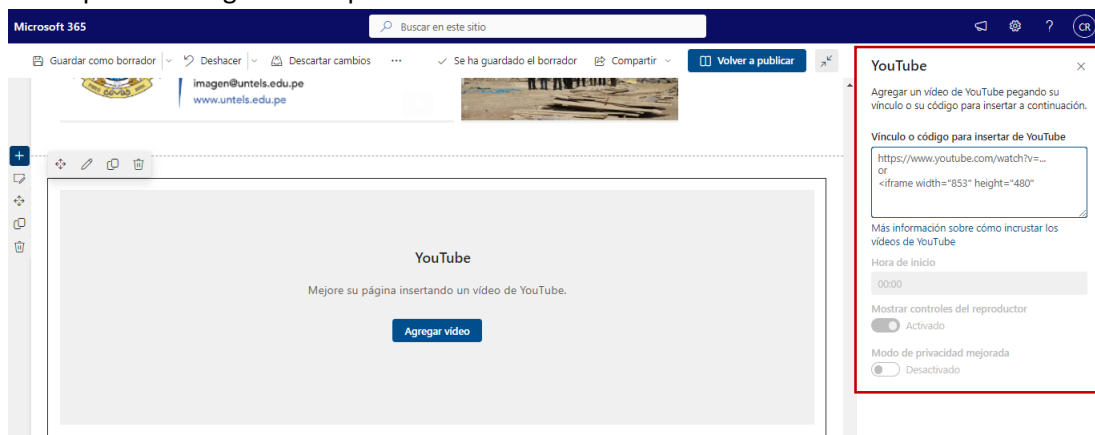 Microsoft 365
Buscar en este sitio
?
CR
Guardar como borrador
Deshacer
Descartar cambios
...
Se ha guardado el borrador
Compartir
Volver a publicar
imagen@untels.edu.pe
www.untels.edu.pe
YouTube
Mejore su página insertando un vídeo de YouTube.
Agregar vídeo
YouTube
Agregar un vídeo de YouTube pegando su
vínculo o su código para insertar a continuación.
Vínculo o código para insertar de YouTube
https://www.youtube.com/watch?v=...
or
<iframe width="853" height="480"
Más información sobre cómo incrustar los
vídeos de YouTube
Hora de inicio
00:00
Mostrar controles del reproductor
Activado
Modo de privacidad mejorada
Desactivado